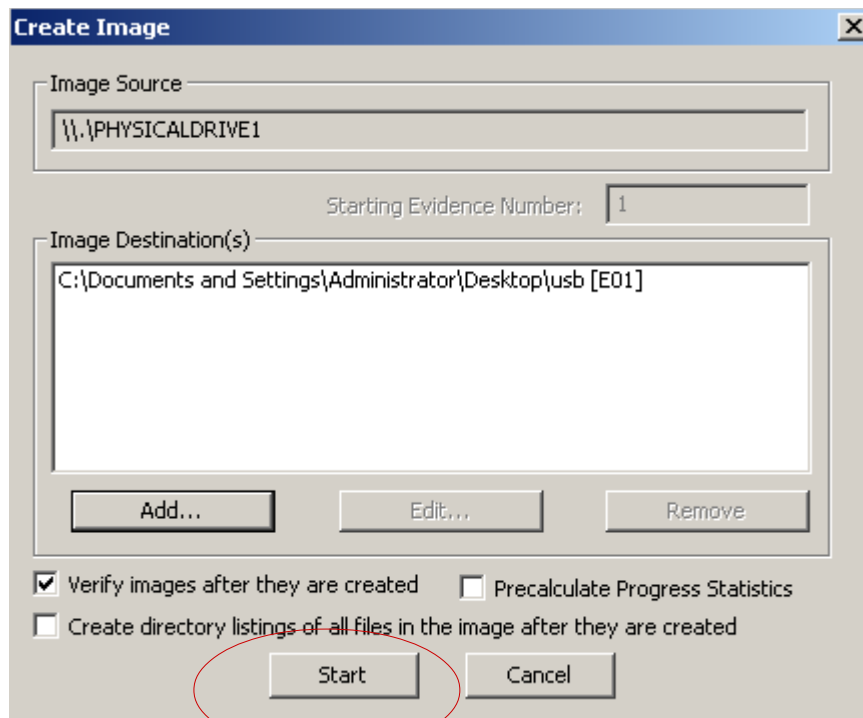 Create Image
Image Source
\\.\PHYSICALDRIVE1
Starting Evidence Number: 1
Image Destination(s)
C:\Documents and Settings\Administrator\Desktop\usb [E01]
Add... Edit... Remove
Verify images after they are created Precalculate Progress Statistics
Create directory listings of all files in the image after they are created
Start Cancel